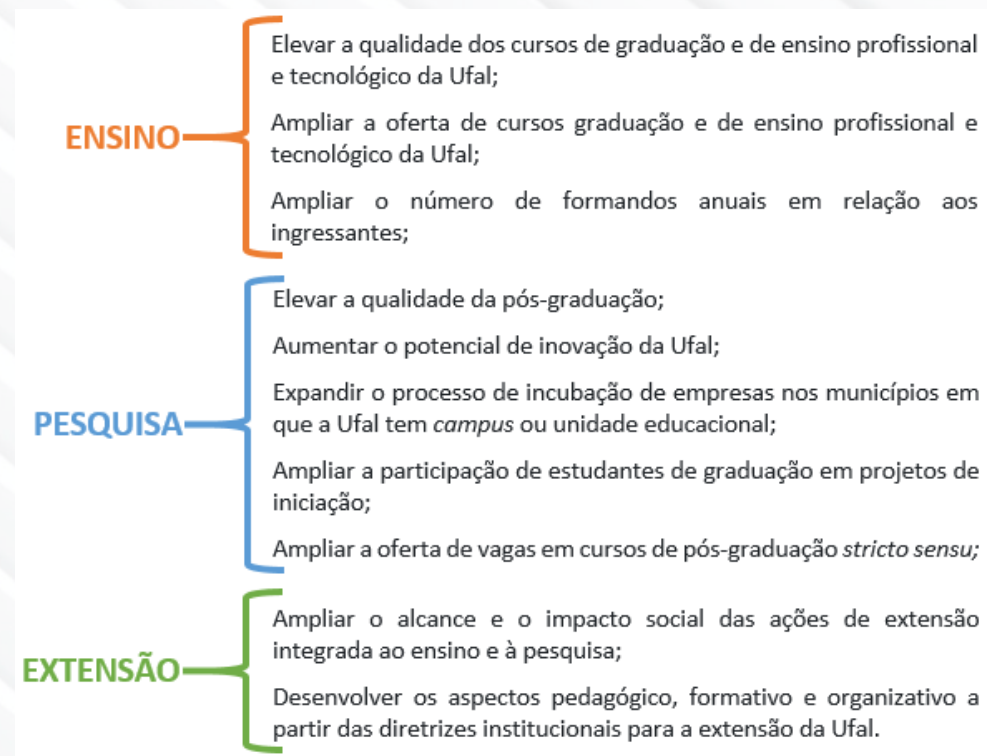 Elevar a qualidade dos cursos de graduação e de ensino profissional
e tecnológico da Ufal;
ENSINO
Ampliar a oferta de cursos graduação e de ensino profissional e
tecnológico da Ufal;
Ampliar o número de formandos anuais em relação aos
ingressantes;
Elevar a qualidade da pós-graduação;
Aumentar o potencial de inovação da Ufal;
PESQUISA
Expandir o processo de incubação de empresas nos municípios em
que a Ufal tem campus ou unidade educacional;
Ampliar a participação de estudantes de graduação em projetos de
iniciação;
Ampliar a oferta de vagas em cursos de pós-graduação stricto sensu;
EXTENSÃO
Ampliar o alcance e o impacto social das ações de extensão
integrada ao ensino e à pesquisa;
Desenvolver os aspectos pedagógico, formativo e organizativo a
partir das diretrizes institucionais para a extensão da Ufal.